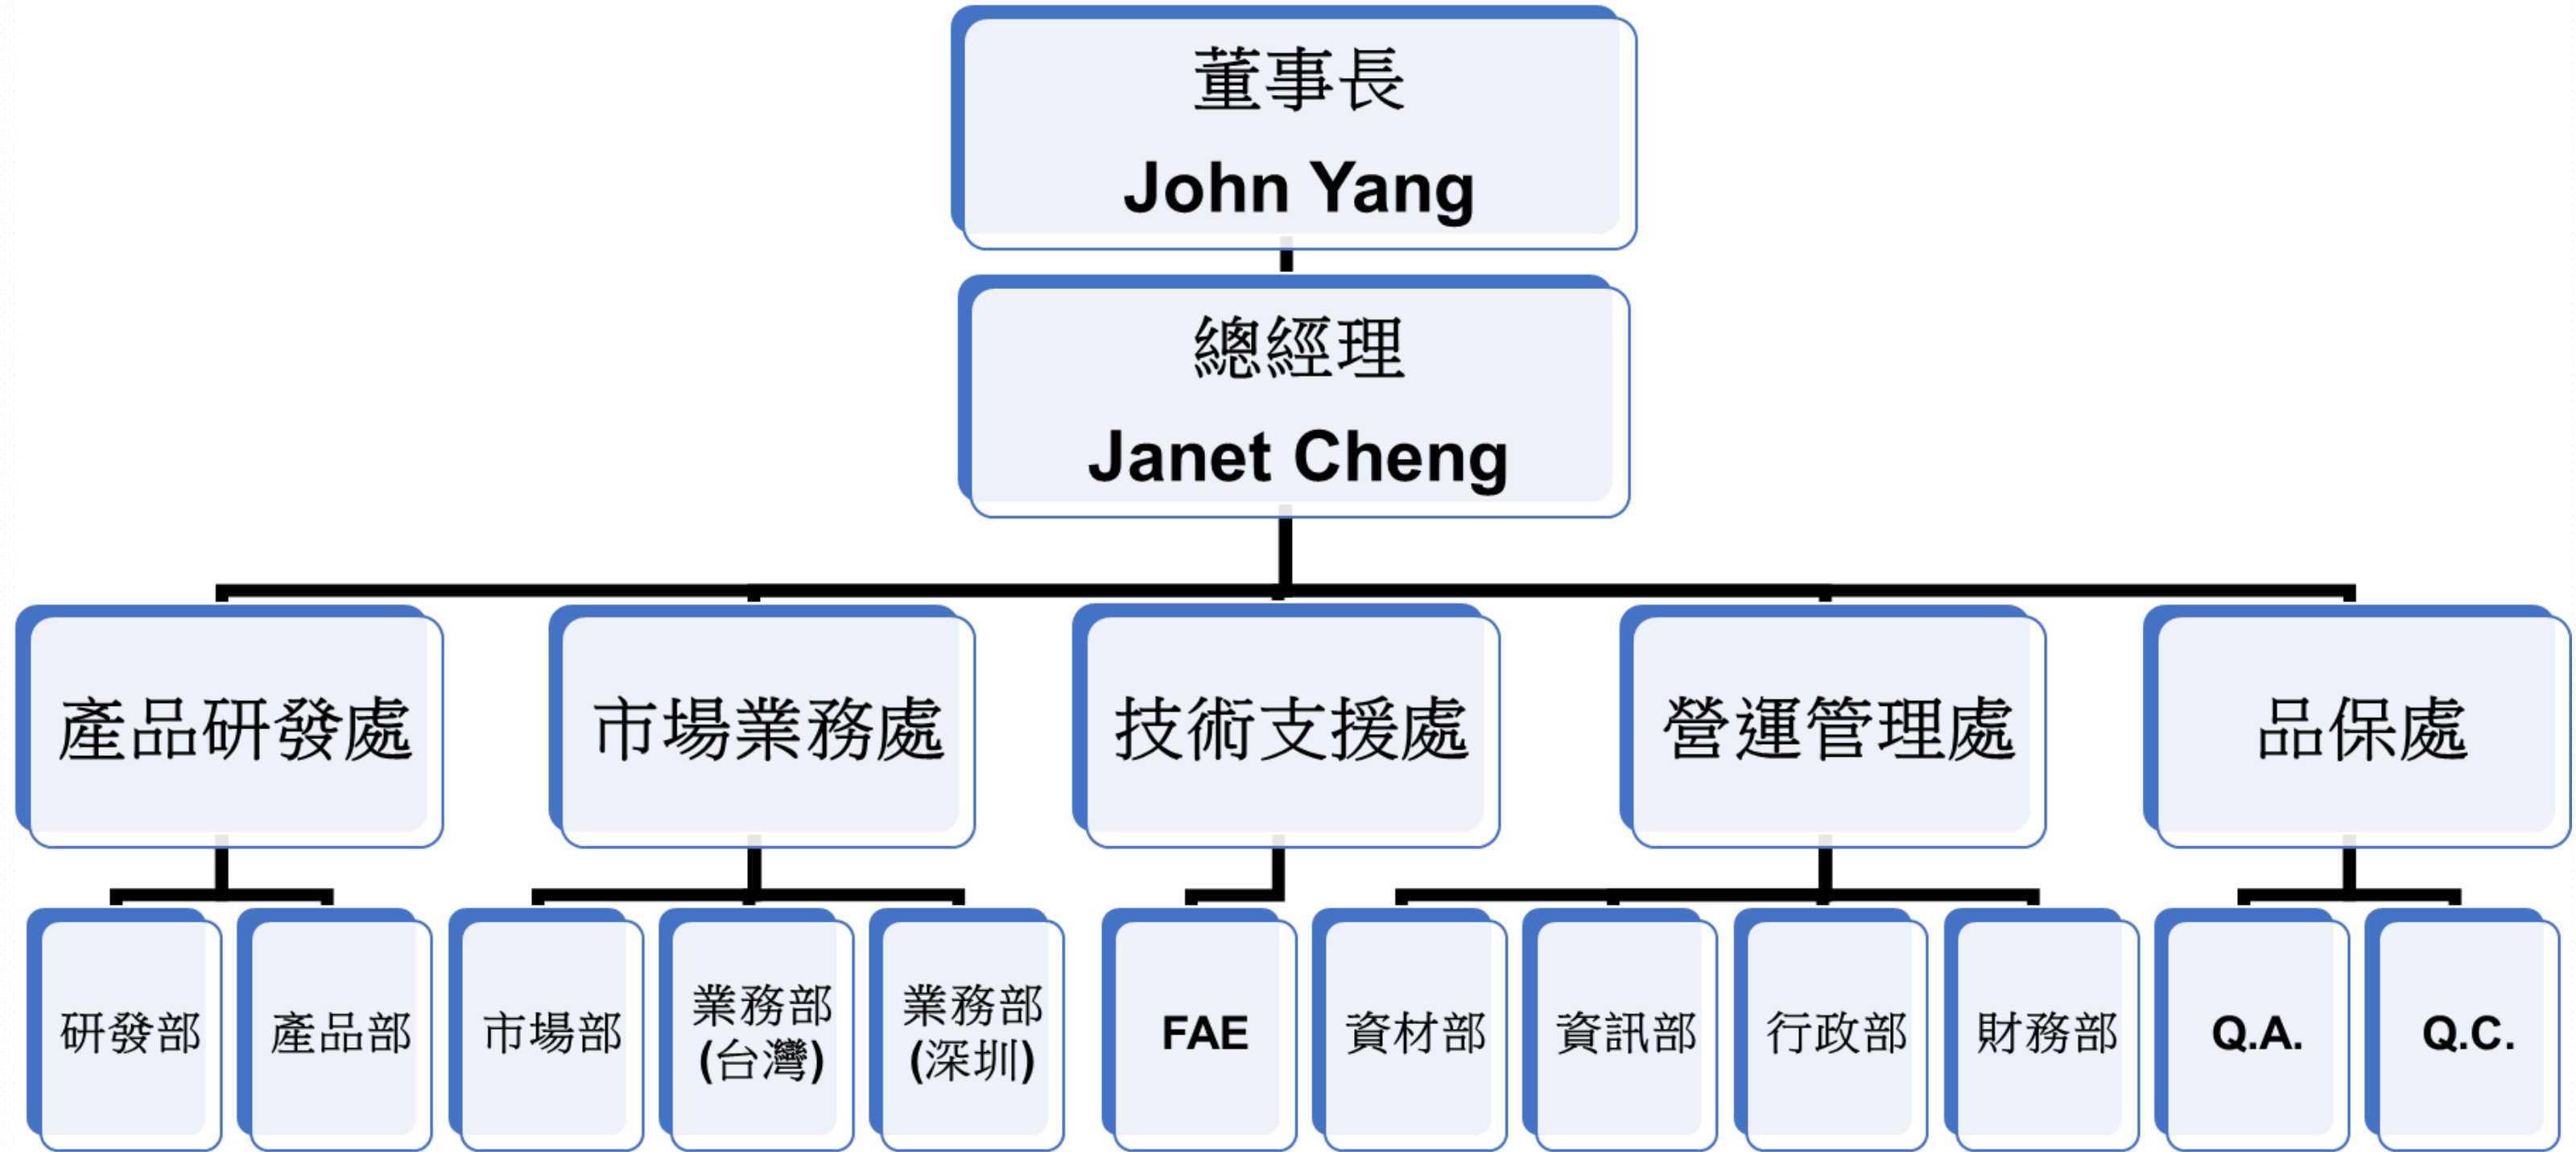 董事長
John Yang
總經理
Janet Cheng
產品研發處
市場業務處
技術支援處
營運管理處
品保處
研發部
產品部
市場部
業務部
(台灣)
業務部
(深圳)
FAE
資材部
資訊部
行政部
財務部
Q.A.
Q.C.